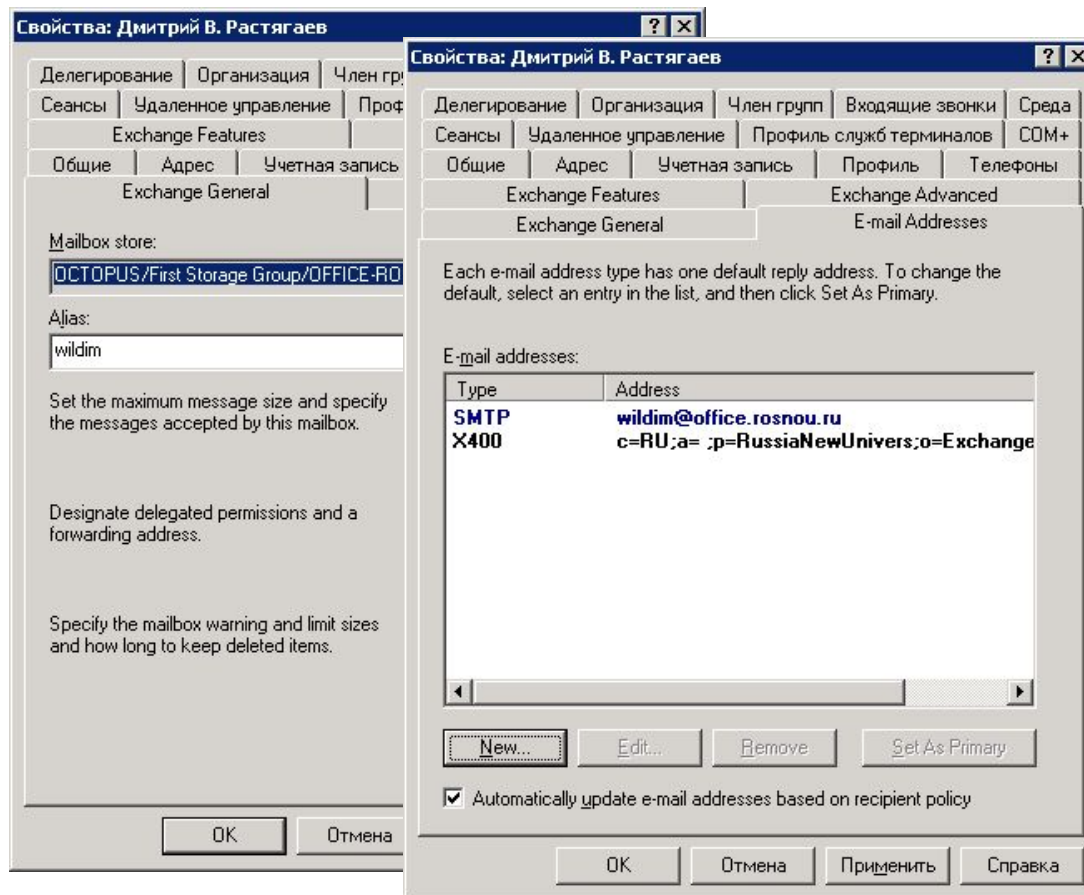 Свойства: Дмитрий В. Растягаев
Делегирование Организация Член
Сеансы Удаленное управление
Exchange Features
Общие Адрес Учетная запись
Exchange General
Mailbox store:
OCTOPUS/First Storage Group/OFFICE-RO
Alias:
wildim
Set the maximum message size and specify
the messages accepted by this mailbox.
Designate delegated permissions and a
forwarding address.
Specify the mailbox warning and limit sizes
and how long to keep deleted items.
OK Отмена
Свойства: Дмитрий В. Растягаев
Делегирование Организация Член групп Входящие звонки Среда
Сеансы Удаленное управление Профиль служб терминалов COM+
Общие Адрес Учетная запись Профиль Телефоны
Exchange Features Exchange Advanced
Exchange General E-mail Addresses
Each e-mail address type has one default reply address. To change the
default, select an entry in the list, and then click Set As Primary.
E-mail addresses:
Type Address
SMTP wildim@office.rosnou.ru
X400 c=RU;a= ;p=RussiaNewUnivers;o=Exchange
New... Edit... Remove Set As Primary
Automatically update e-mail addresses based on recipient policy
OK Отмена Применить Справка